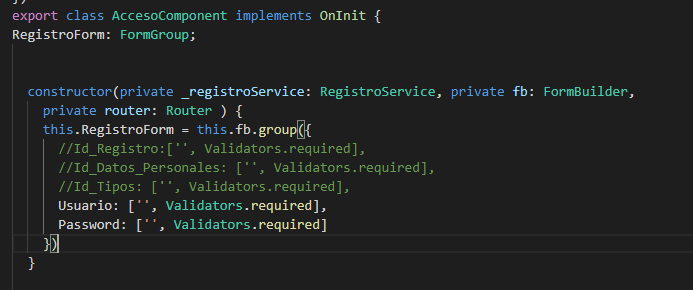 })
export class AccesoComponent implements OnInit {
RegistroForm: FormGroup;
constructor(private _registroService: RegistroService, private fb: FormBuilder,
private router: Router ) {
this.RegistroForm = this.fb.group({
//Id_Registro:['', Validators.required],
//Id_Datos_Personales: ['', Validators.required],
//Id_Tipos: ['', Validators.required],
Usuario: ['', Validators.required],
Password: ['', Validators.required]
})
}